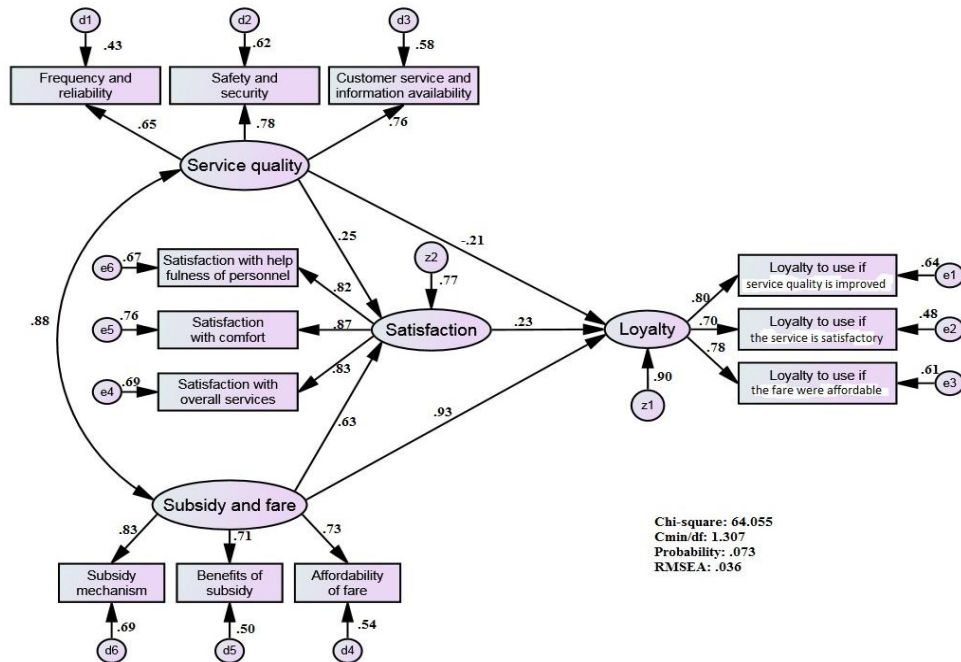 d1
d2
d3
.43
.62
.58
Frequency and
reliability
Safety and
security
Customer service and
information availability
.65
.78
.76
Service quality
.88
.25
-.21
e6
.67
Satisfaction with help
fulness of personnel
.82
z2
.77
e5
.76
Satisfaction
with comfort
.87
Satisfaction
.23
Loyalty
e4
.69
Satisfaction with
overall services
.83
.80
Loyalty to use if
service quality is improved
.64
e1
.70
Loyalty to use if
the service is satisfactory
.48
e2
.78
Loyalty to use if
the fare were affordable
.61
e3
.90
z1
.63
.93
Subsidy and fare
.83
.71
.73
Subsidy
mechanism
Benefits of
subsidy
Affordability
of fare
.69
.50
.54
d6
d5
d4
Chi-square: 64.055
Cmin/df: 1.307
Probability: .073
RMSEA: .036